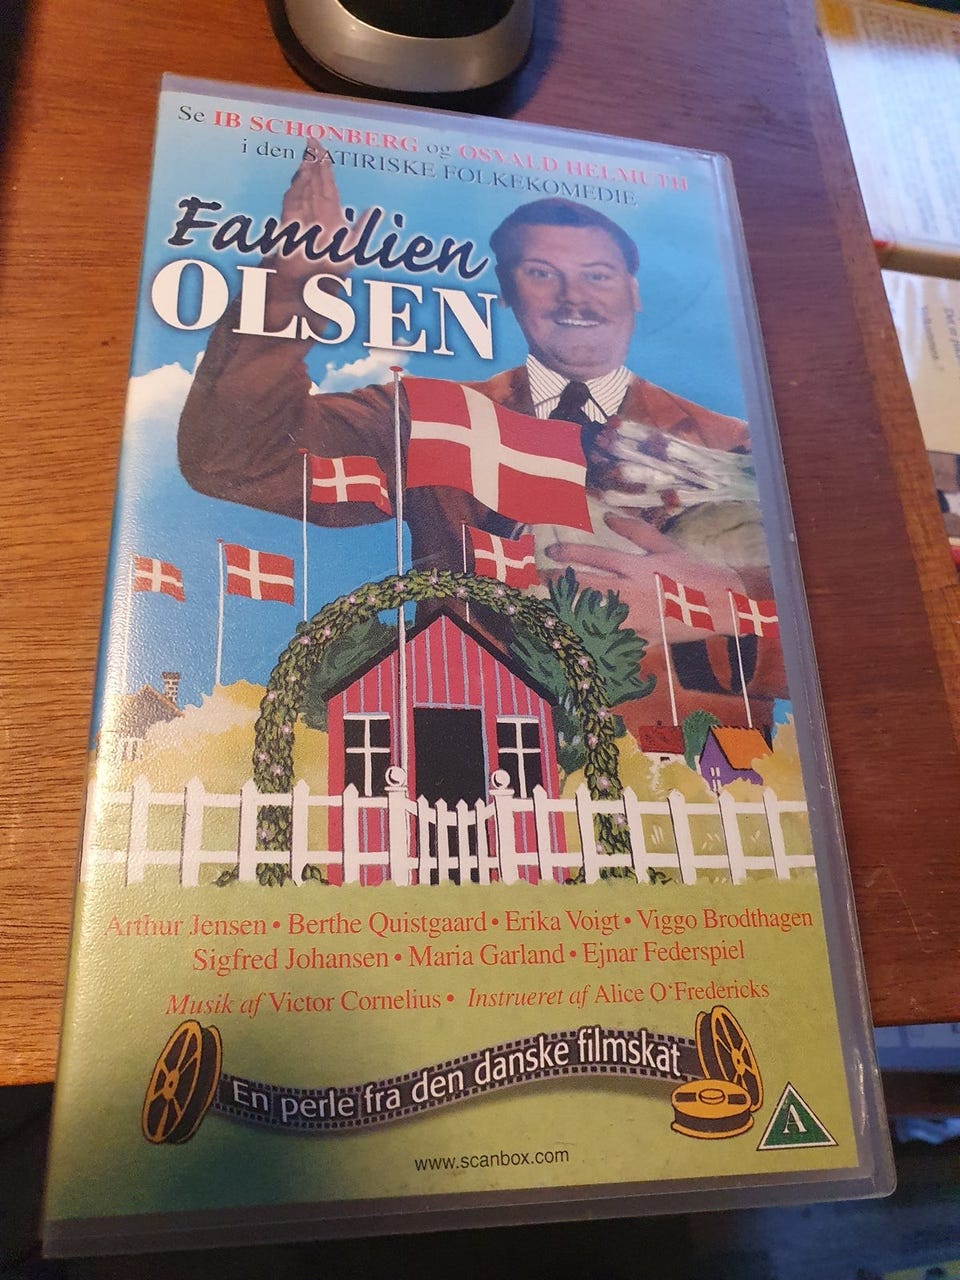 Se IB SCHØNBERG og OSVALD HELMUTH
i den SATIRISKE FOLKEKOMEDIE
Familien
OLSEN
Arthur Jensen • Berthe Quistgaard • Erika Voigt • Viggo Brodthagen
Sigfred Johansen • Maria Garland • Ejnar Federspiel
Musik af Victor Cornelius • Instrueret af Alice O'Fredericks
En perle fra den danske filmskat
A
www.scanbox.com